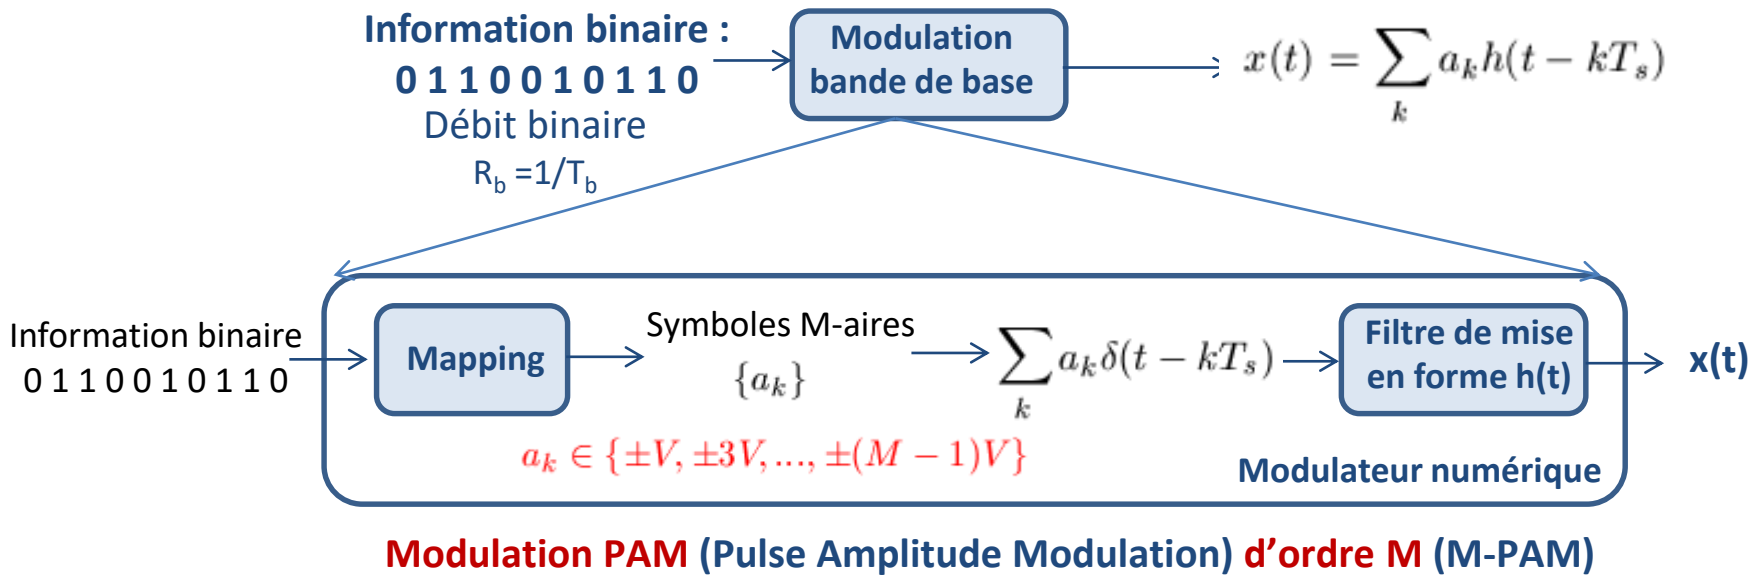 Information binaire :
0 1 1 0 0 1 0 1 1 0
Débit binaire
R_b =1/T_b
Modulation
bande de base
x(t) = ∑_k a_k h(t − kT_s)
Information binaire
0 1 1 0 0 1 0 1 1 0
Mapping
Symboles M-aires
{a_k}
∑_k a_k δ(t − kT_s)
Filtre de mise
en forme h(t)
x(t)
a_k ∈ {±V, ±3V, ..., ±(M − 1)V}
Modulateur numérique
Modulation PAM (Pulse Amplitude Modulation) d’ordre M (M-PAM)